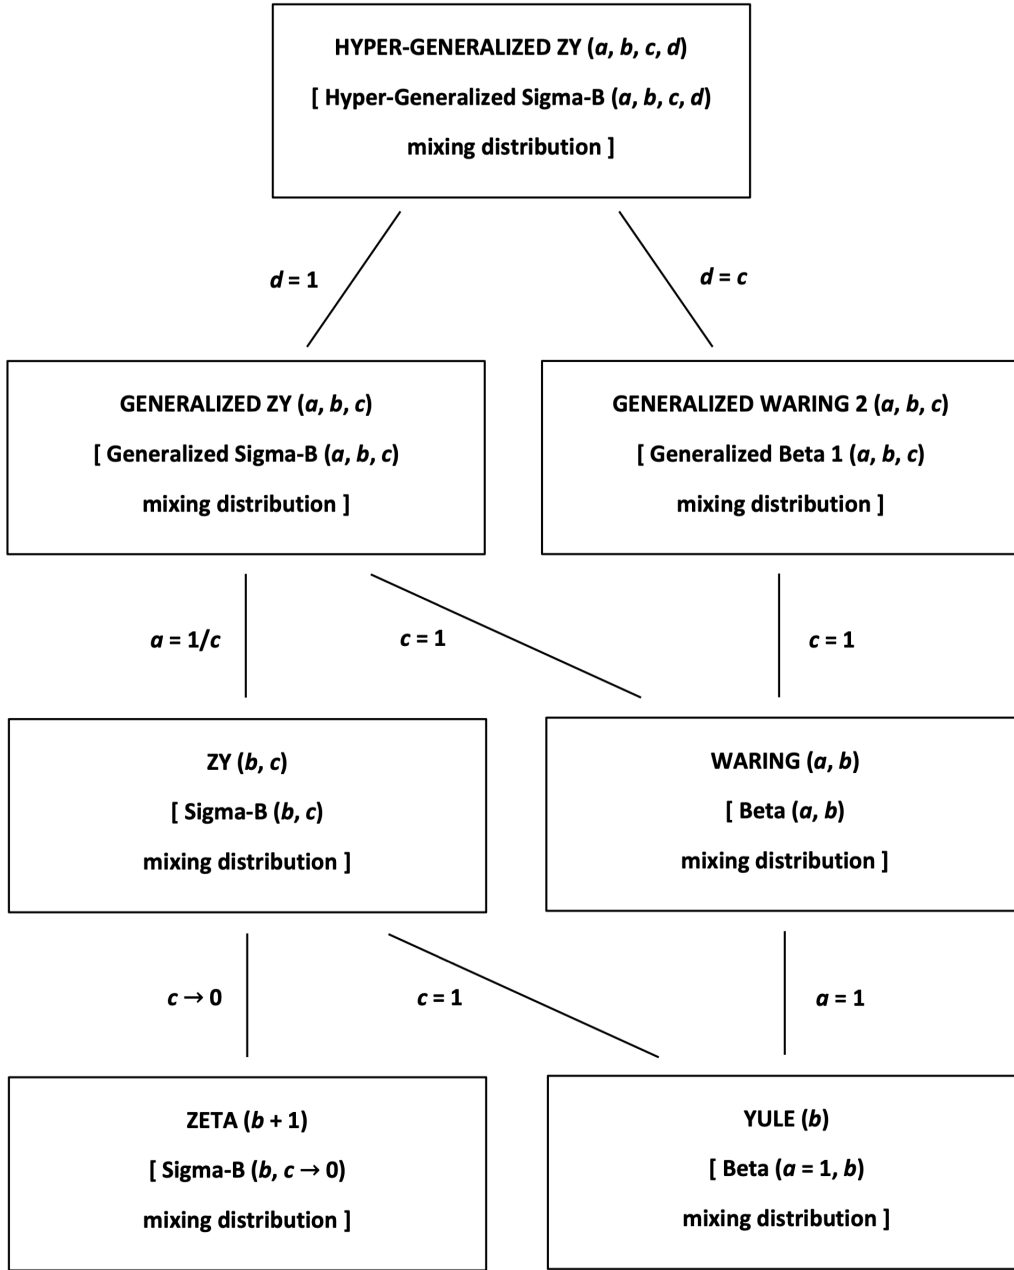 HYPER-GENERALIZED ZY (a, b, c, d)
[ Hyper-Generalized Sigma-B (a, b, c, d)
mixing distribution ]
d = 1
d = c
GENERALIZED ZY (a, b, c)
[ Generalized Sigma-B (a, b, c)
mixing distribution ]
GENERALIZED WARING 2 (a, b, c)
[ Generalized Beta 1 (a, b, c)
mixing distribution ]
a = 1/c
c = 1
c = 1
ZY (b, c)
[ Sigma-B (b, c)
mixing distribution ]
WARING (a, b)
[ Beta (a, b)
mixing distribution ]
c → 0
c = 1
a = 1
ZETA (b + 1)
[ Sigma-B (b, c → 0)
mixing distribution ]
YULE (b)
[ Beta (a = 1, b)
mixing distribution ]